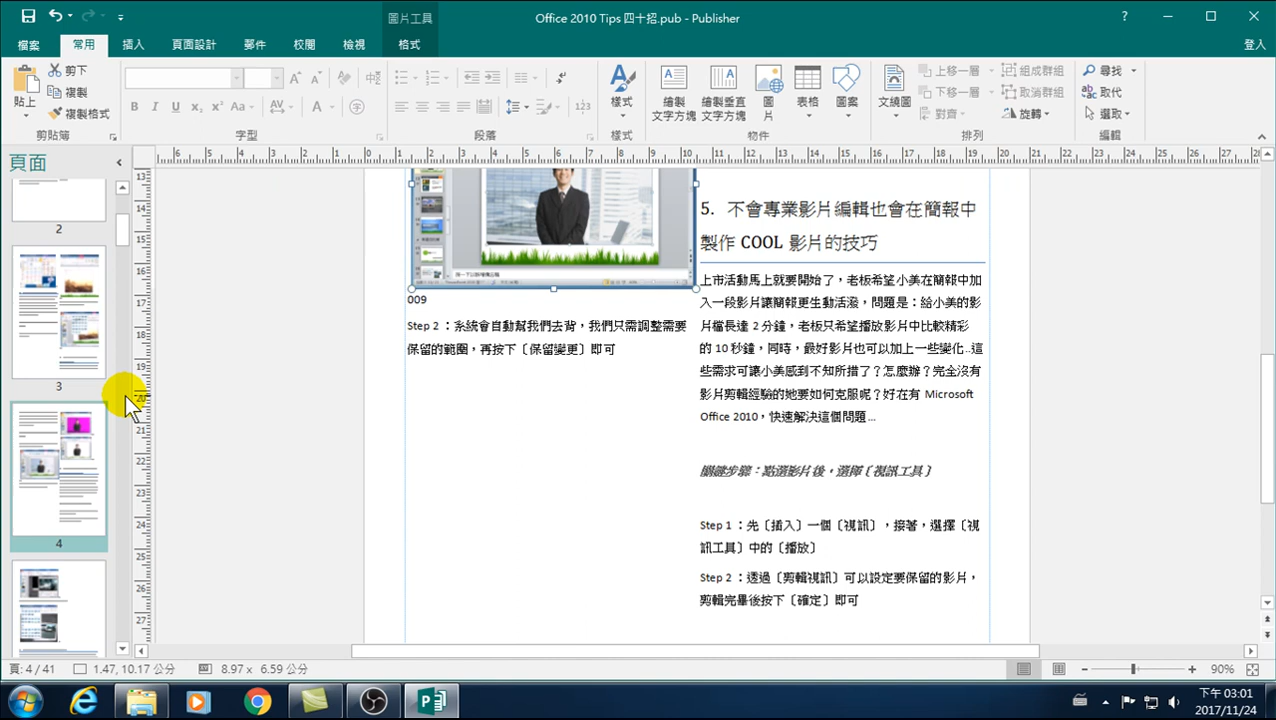 圖片工具
Office 2010 Tips 四十招.pub - Publisher
?
檔案
常用
插入
頁面設計
郵件
校閱
檢視
格式
登入
貼上
剪下
複製
複製格式
剪貼簿
字型
段落
樣式
樣式
繪製
文字方塊
繪製垂直
文字方塊
圖
片
表格
圖案
物件
文繞圖
上移一層
下移一層
對齊
組成群組
取消群組
旋轉
排列
尋找
取代
選取
編輯
頁面
2
3
4
009
Step 2：系統會自動幫我們去背，我們只需調整需要
保留的範圍，再按下〔保留變更〕即可
5. 不會專業影片編輯也會在簡報中
製作 COOL 影片的技巧
上市活動馬上就要開始了，老板希望小美在簡報中加
入一段影片讓簡報更生動活潑，問題是：給小美的影
片檔長達 2 分鐘，老板只希望播放影片中比較精彩
的 10 秒鐘，同時，最好影片也可以加上一些變化..這
些需求可讓小美感到不知所措了？怎麼辦？完全沒有
影片剪輯經驗的她要如何克服呢？好在有 Microsoft
Office 2010，快速解決這個問題…
關鍵步驟：點選影片後，選擇〔視訊工具〕
Step 1：先〔插入〕一個〔視訊〕，接著，選擇〔視
訊工具〕中的〔播放〕
Step 2：透過〔剪輯視訊〕可以設定要保留的影片，
剪輯完畢後按下〔確定〕即可
頁: 4 / 41
1.47, 10.17 公分
8.97 x 6.59 公分
90%
下午 03:01
2017/11/24